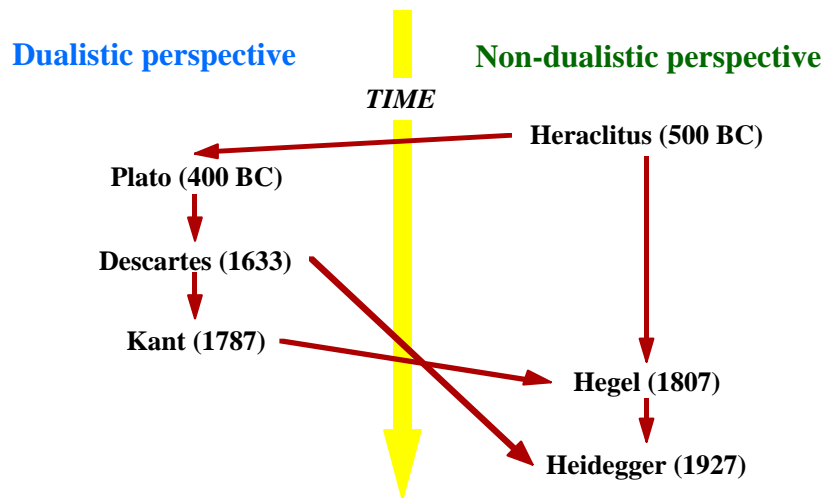 Dualistic perspective
Non-dualistic perspective
TIME
Heraclitus (500 BC)
Plato (400 BC)
Descartes (1633)
Kant (1787)
Hegel (1807)
Heidegger (1927)